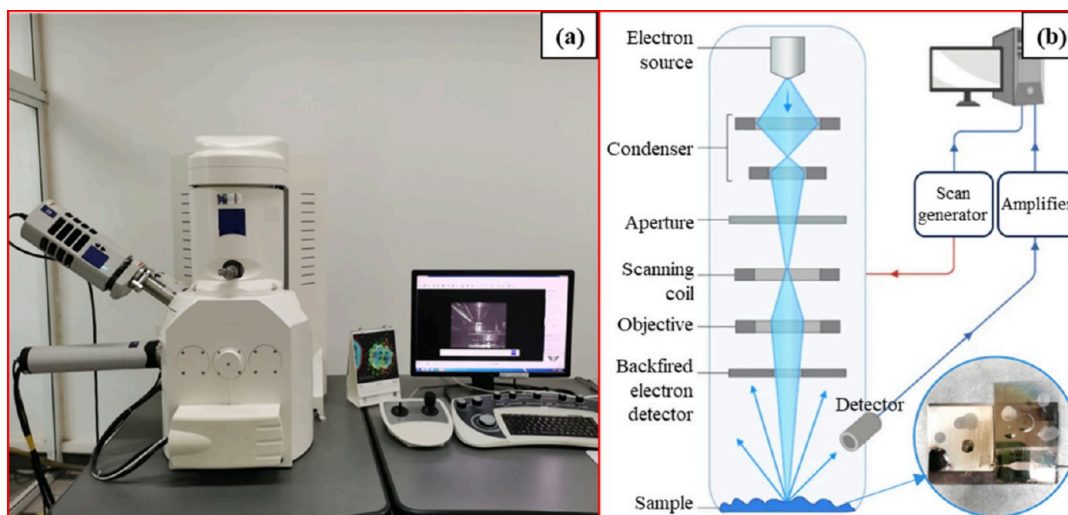 (a)
(b)
Electron
source
Condenser
Aperture
Scanning
coil
Objective
Backfired
electron
detector
Sample
Detector
Scan
generator
Amplifier